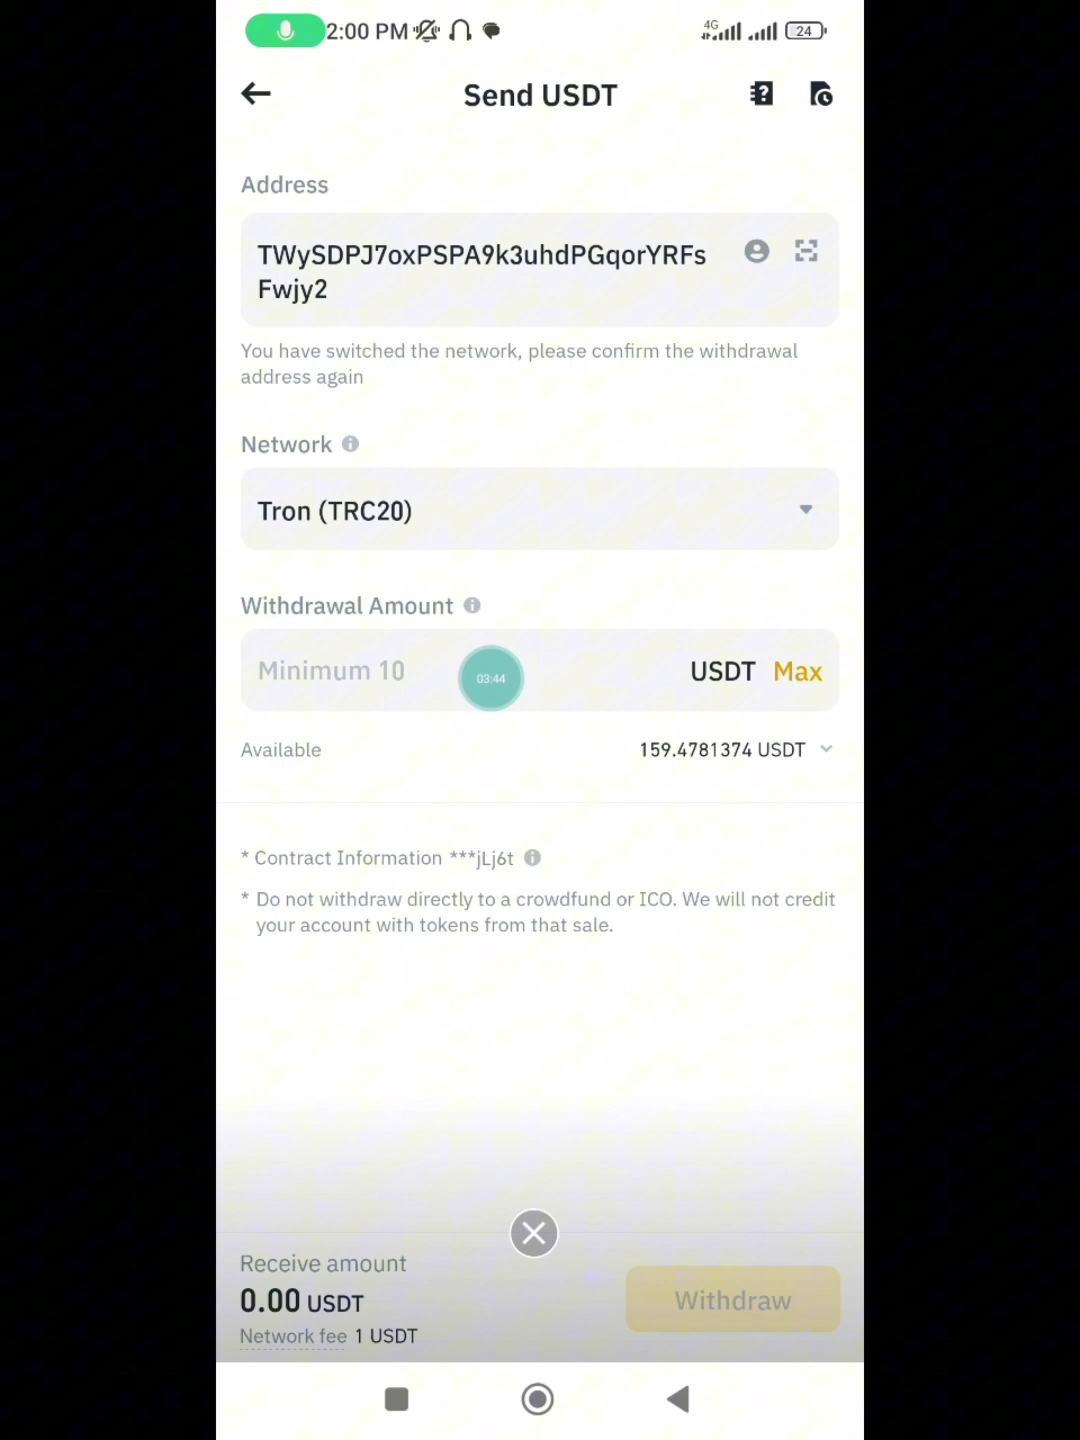 2:00 PM
4G
24
Send USDT
Address
TWySDPJ7oxPSPA9k3uhdPGqorYRFs
Fwjy2
You have switched the network, please confirm the withdrawal
address again
Network
Tron (TRC20)
Withdrawal Amount
Minimum 10
03:44
USDT Max
Available
159.4781374 USDT
* Contract Information ***jLj6t
* Do not withdraw directly to a crowdfund or ICO. We will not credit
your account with tokens from that sale.
Receive amount
0.00 USDT
Network fee 1 USDT
Withdraw